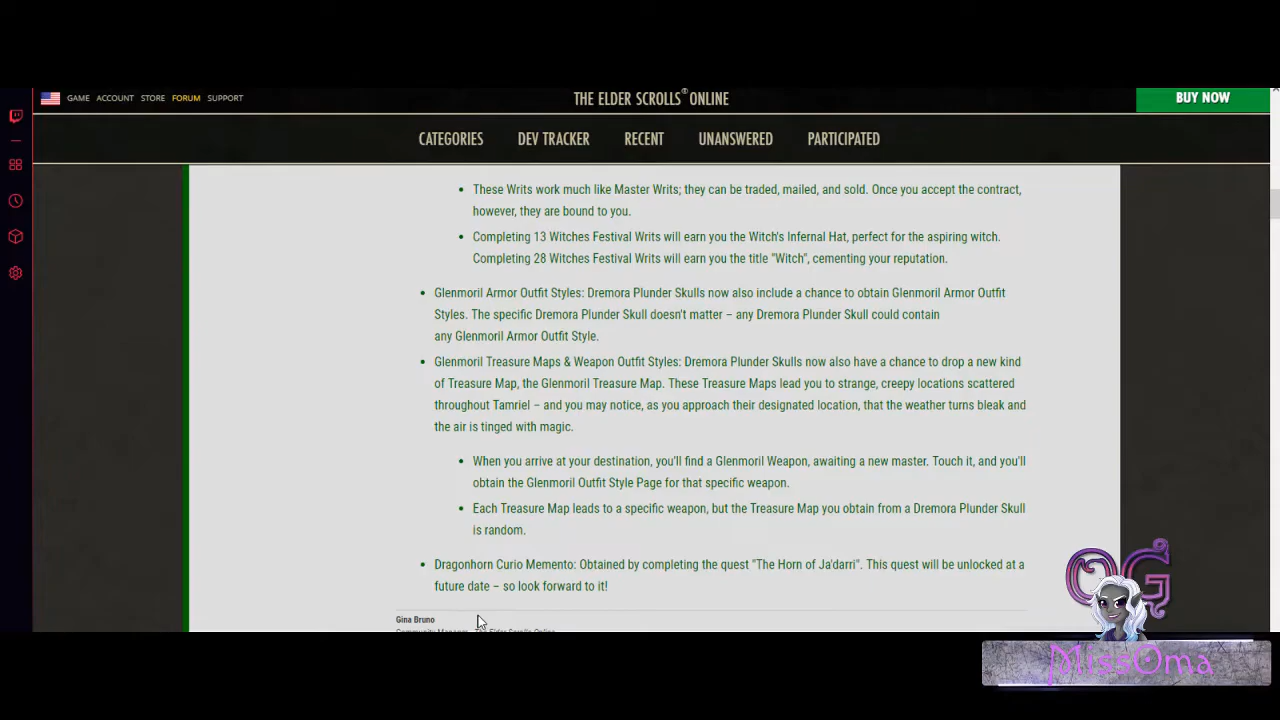 GAME ACCOUNT STORE FORUM SUPPORT
THE ELDER SCROLLS® ONLINE
BUY NOW
CATEGORIES DEV TRACKER RECENT UNANSWERED PARTICIPATED
• These Writs work much like Master Writs; they can be traded, mailed, and sold. Once you accept the contract,
however, they are bound to you.
• Completing 13 Witches Festival Writs will earn you the Witch's Infernal Hat, perfect for the aspiring witch.
Completing 28 Witches Festival Writs will earn you the title "Witch", cementing your reputation.
• Glenmoril Armor Outfit Styles: Dremora Plunder Skulls now also include a chance to obtain Glenmoril Armor Outfit
Styles. The specific Dremora Plunder Skull doesn't matter – any Dremora Plunder Skull could contain
any Glenmoril Armor Outfit Style.
• Glenmoril Treasure Maps & Weapon Outfit Styles: Dremora Plunder Skulls now also have a chance to drop a new kind
of Treasure Map, the Glenmoril Treasure Map. These Treasure Maps lead you to strange, creepy locations scattered
throughout Tamriel – and you may notice, as you approach their designated location, that the weather turns bleak and
the air is tinged with magic.
• When you arrive at your destination, you'll find a Glenmoril Weapon, awaiting a new master. Touch it, and you'll
obtain the Glenmoril Outfit Style Page for that specific weapon.
• Each Treasure Map leads to a specific weapon, but the Treasure Map you obtain from a Dremora Plunder Skull
is random.
• Dragonhorn Curio Memento: Obtained by completing the quest "The Horn of Ja'darri". This quest will be unlocked at a
future date – so look forward to it!
Gina Bruno
The Elder Scrolls Online
OG
MissOma